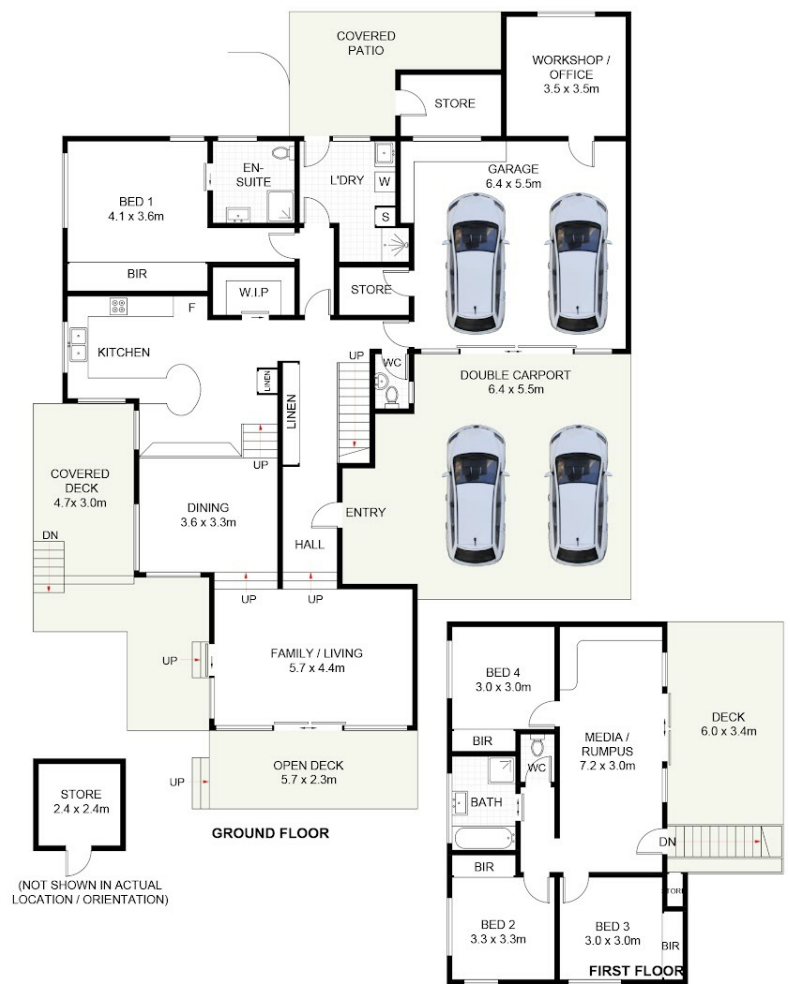 COVERED
PATIO
WORKSHOP /
OFFICE
3.5 x 3.5m
STORE
EN-
SUITE
L'DRY
W
S
GARAGE
6.4 x 5.5m
BED 1
4.1 x 3.6m
BIR
W.I.P
STORE
F
KITCHEN
UP
WC
LINEN
LINEN
UP
DOUBLE CARPORT
6.4 x 5.5m
COVERED
DECK
4.7x 3.0m
DN
DINING
3.6 x 3.3m
ENTRY
HALL
UP
UP
UP
FAMILY / LIVING
5.7 x 4.4m
UP
OPEN DECK
5.7 x 2.3m
GROUND FLOOR
STORE
2.4 x 2.4m
(NOT SHOWN IN ACTUAL
LOCATION / ORIENTATION)
BED 4
3.0 x 3.0m
BIR
WC
MEDIA /
RUMPUS
7.2 x 3.0m
DECK
6.0 x 3.4m
BATH
DN
BIR
STORE
BED 2
3.3 x 3.3m
BED 3
3.0 x 3.0m
BIR
FIRST FLOOR